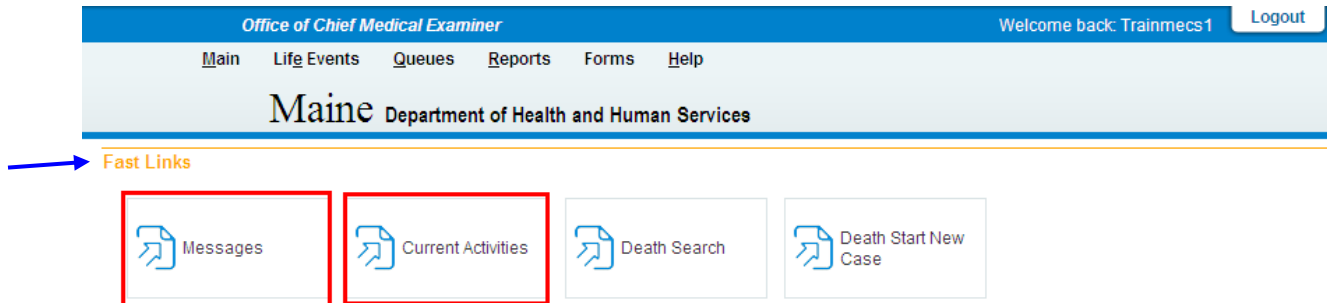 Office of Chief Medical Examiner Welcome back: Trainmecs1 Logout
Main Life Events Queues Reports Forms Help
Maine Department of Health and Human Services
Fast Links
Messages
Current Activities
Death Search
Death Start New
Case